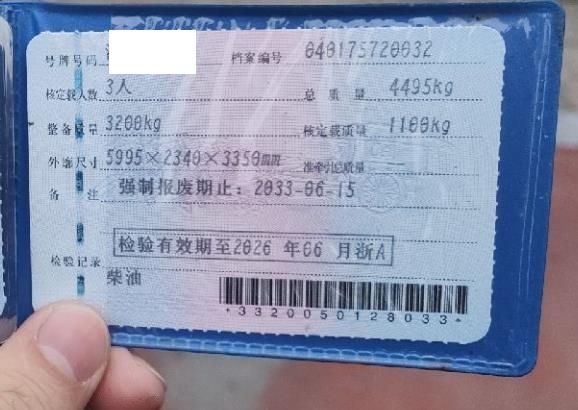 号牌号码 档案编号 040175720032
核定载人数 3人 总质量 4495kg
整备质量 3200kg 核定载质量 1100kg
外廓尺寸 5995×2340×3350mm 准牵引总质量 --
备注 强制报废期止：2033-06-15
检验有效期至2026 年06 月浙A
检验记录
柴油
*3320050128033*